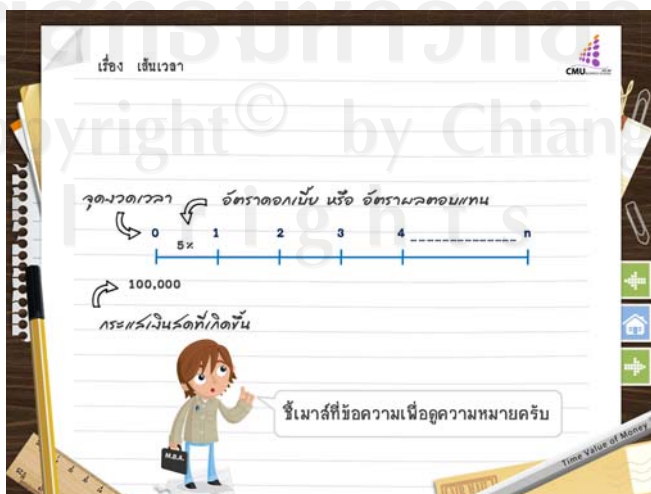 เรื่อง เส้นเวลา
CMU
pyright© by Chiang
l rights
จุดงวดเวลา
อัตราดอกเบี้ย หรือ อัตราผลตอบแทน
0 1 2 3 4 n
5%
100,000
กระแสเงินสดที่เกิดขึ้น
ชี้เมาส์ที่ข้อความเพื่อดูความหมายครับ
M.B.A.
Time Value of Money